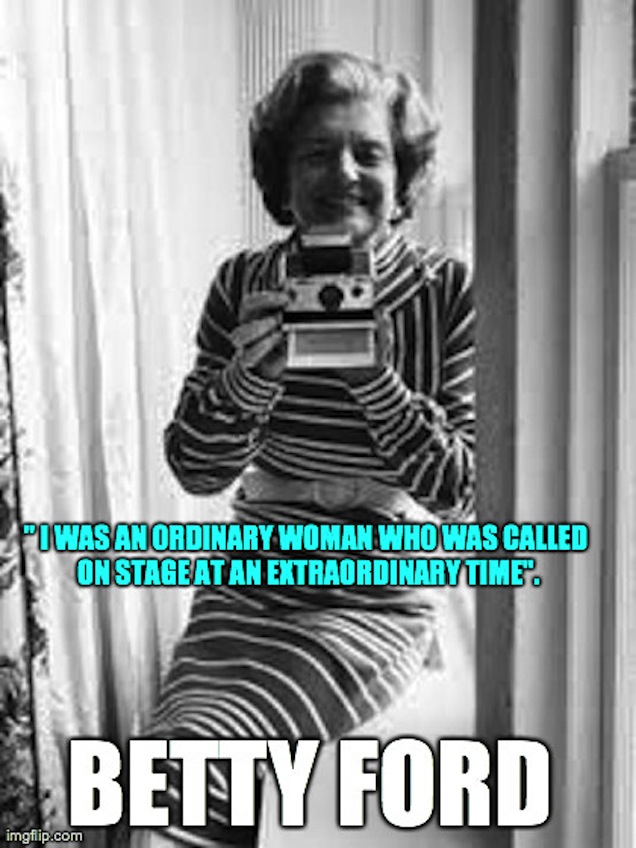 " I WAS AN ORDINARY WOMAN WHO WAS CALLED
ON STAGE AT AN EXTRAORDINARY TIME".
BETTY FORD
imgflip.com